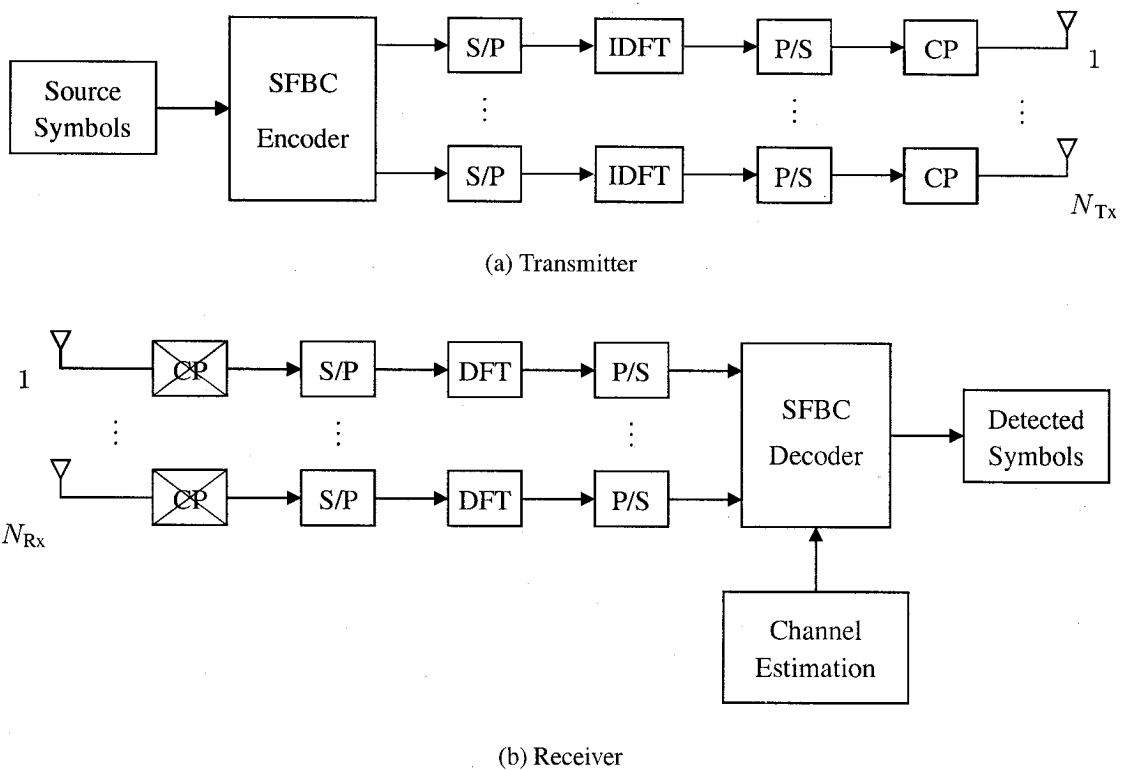 Source
Symbols
SFBC
Encoder
S/P
IDFT
P/S
CP
1
S/P
IDFT
P/S
CP
N_Tx
(a) Transmitter
1
CP
S/P
DFT
P/S
SFBC
Decoder
Detected
Symbols
CP
S/P
DFT
P/S
N_Rx
Channel
Estimation
(b) Receiver